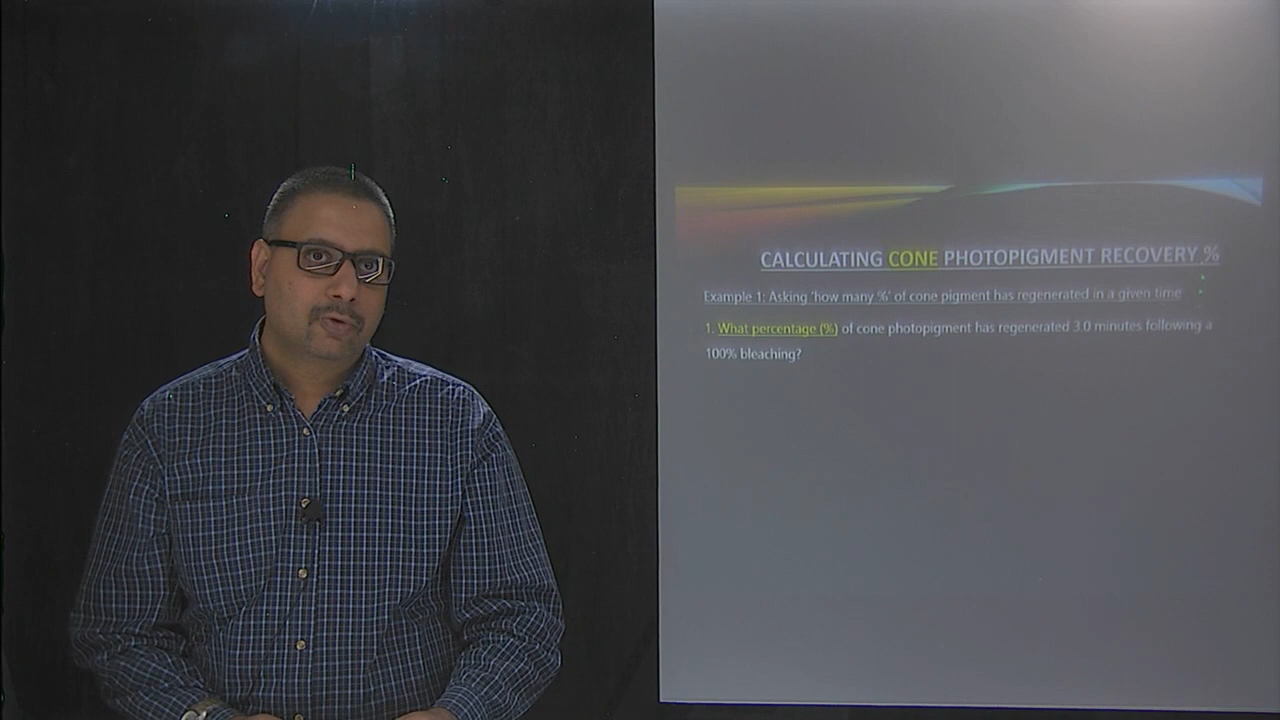 CALCULATING CONE PHOTOPIGMENT RECOVERY %
Example 1: Asking ‘how many %’ of cone pigment has regenerated in a given time
1. What percentage (%) of cone photopigment has regenerated 3.0 minutes following a
100% bleaching?